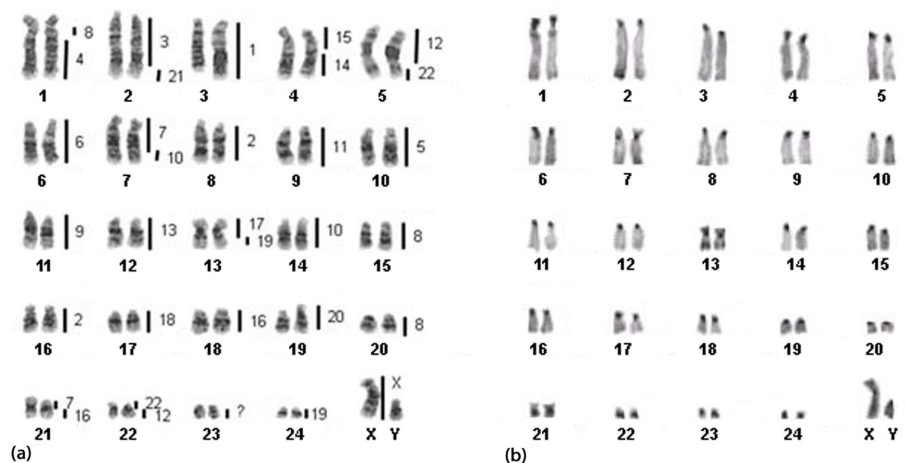 8 4 3 21 1 15 14 12 22
1 2 3 4 5
6 7 10 2 11 5
6 7 8 9 10
9 13 17 19 10 8
11 12 13 14 15
2 18 16 20 8
16 17 18 19 20
7 16 22 12 ? 19 X
21 22 23 24 X Y
(a)
1 2 3 4 5
6 7 8 9 10
11 12 13 14 15
16 17 18 19 20
21 22 23 24 X Y
(b)